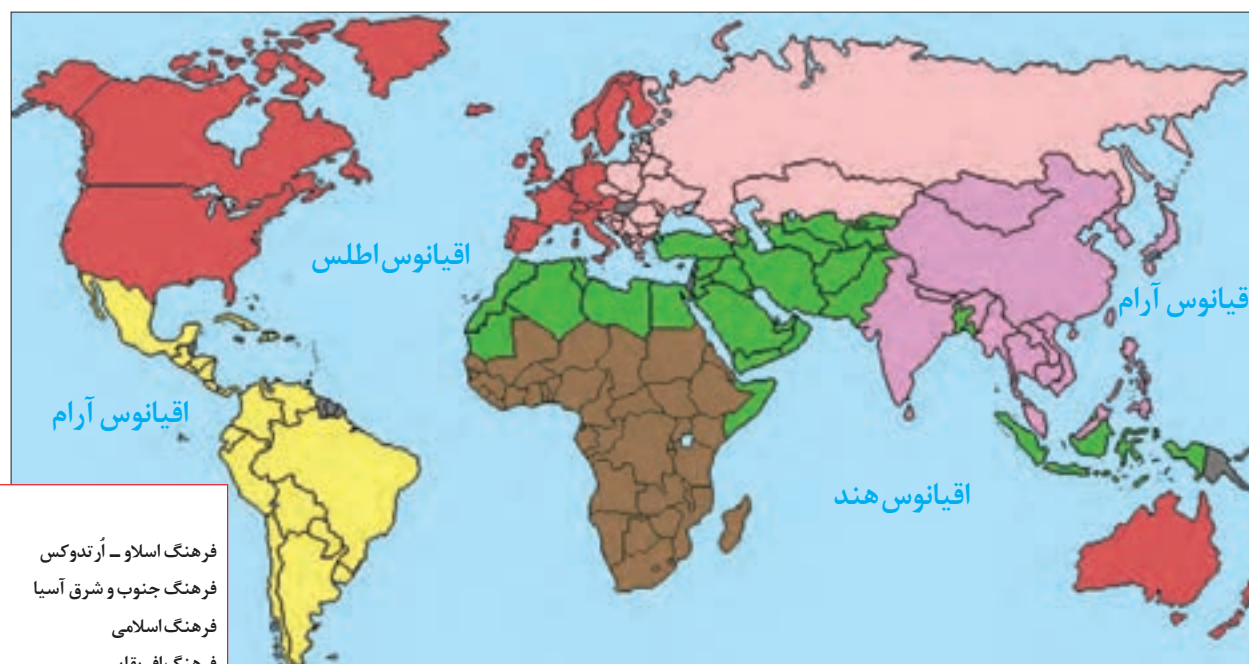 اقیانوس اطلس
قیانوس آرام
اقیانوس آرام
اقیانوس هند
فرهنگ اسلاو ــ اُرتدوکس
فرهنگ جنوب و شرق آسیا
فرهنگ اسلامی